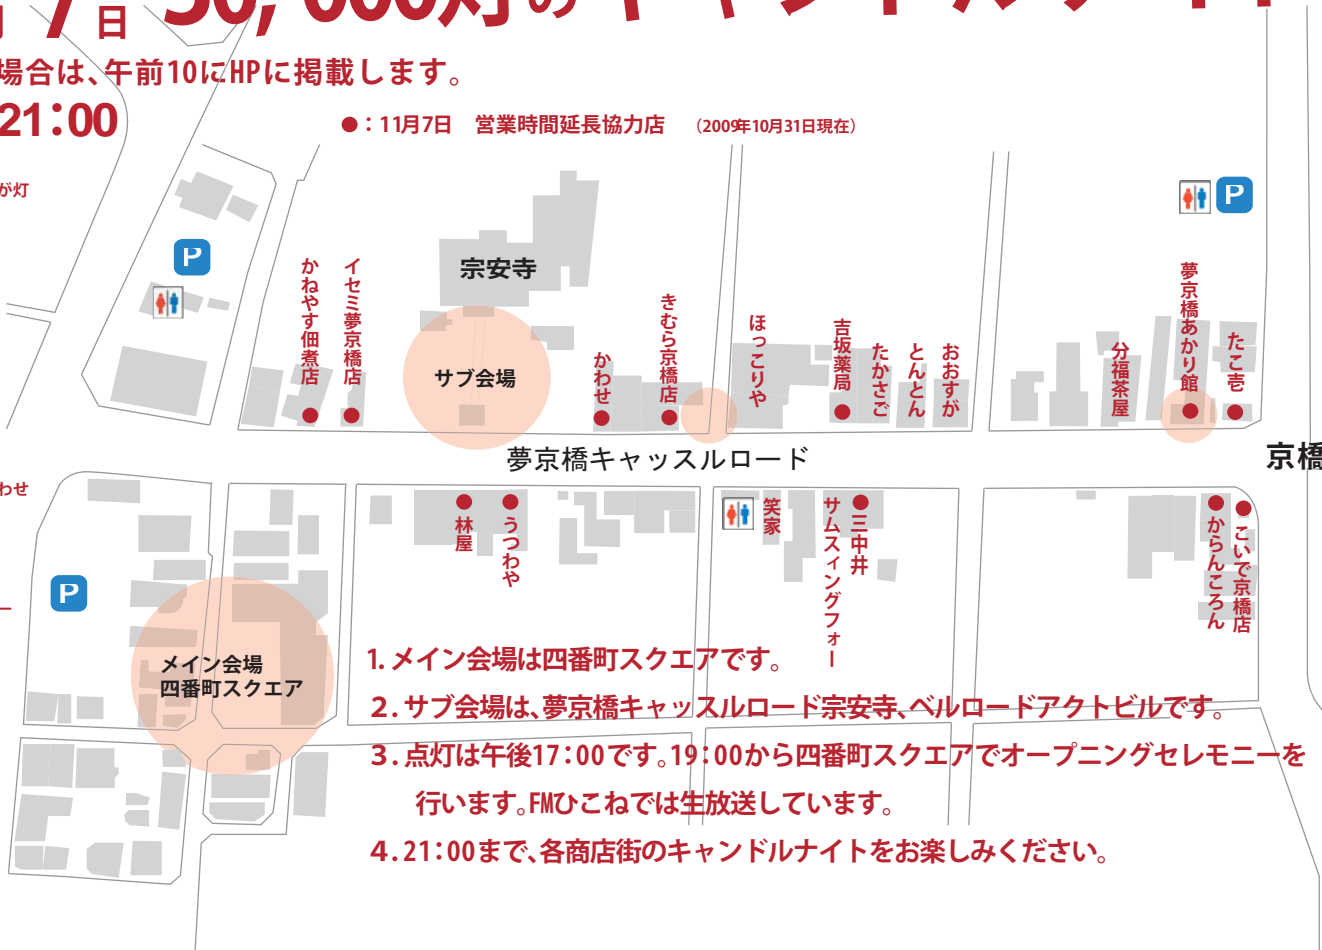 7日 30,000灯のキャンドルナイト
場合は、午前10にHPに掲載します。
21：00
●：11月7日 営業時間延長協力店 （2009年10月31日現在）
が灯
P
P
かねやす佃煮店
イセミ夢京橋店
宗安寺
サブ会場
かわせ
きむら京橋店
ほっこりや
吉坂薬局
たかさご
とんとん
おおすが
分福茶屋
夢京橋あかり館
たこ壱
夢京橋キャッスルロード
京橋
わせ
林屋
うつわや
笑家
サムスィングフォー
三中井
からんころん
こいで京橋店
P
ー
メイン会場
四番町スクエア
1. メイン会場は四番町スクエアです。
2. サブ会場は、夢京橋キャッスルロード宗安寺、ベルロードアクトビルです。
3. 点灯は午後17：00です。19：00から四番町スクエアでオープニングセレモニーを
行います。FMひこねでは生放送しています。
4. 21：00まで、各商店街のキャンドルナイトをお楽しみください。